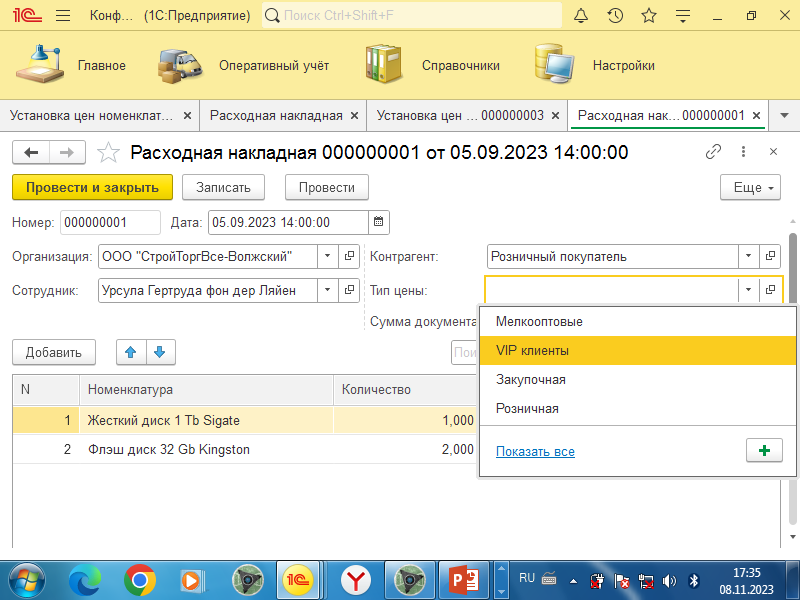 1С Конф... (1С:Предприятие) Поиск Ctrl+Shift+F
Главное Оперативный учёт Справочники Настройки
Установка цен номенклат... × Расходная накладная × Установка цен ... 000000003 × Расходная нак...000000001 ×
Расходная накладная 000000001 от 05.09.2023 14:00:00
Провести и закрыть Записать Провести Еще
Номер: 000000001 Дата: 05.09.2023 14:00:00
Организация: ООО "СтройТоргВсе-Волжский" Контрагент: Розничный покупатель
Сотрудник: Урсула Гертруда фон дер Ляйен Тип цены:
Сумма документа
Мелкооптовые
VIP клиенты
Закупочная
Розничная
Показать все
Добавить Пои
N Номенклатура Количество
1 Жесткий диск 1 Tb Sigate 1,000
2 Флэш диск 32 Gb Kingston 2,000
RU 17:35
08.11.2023